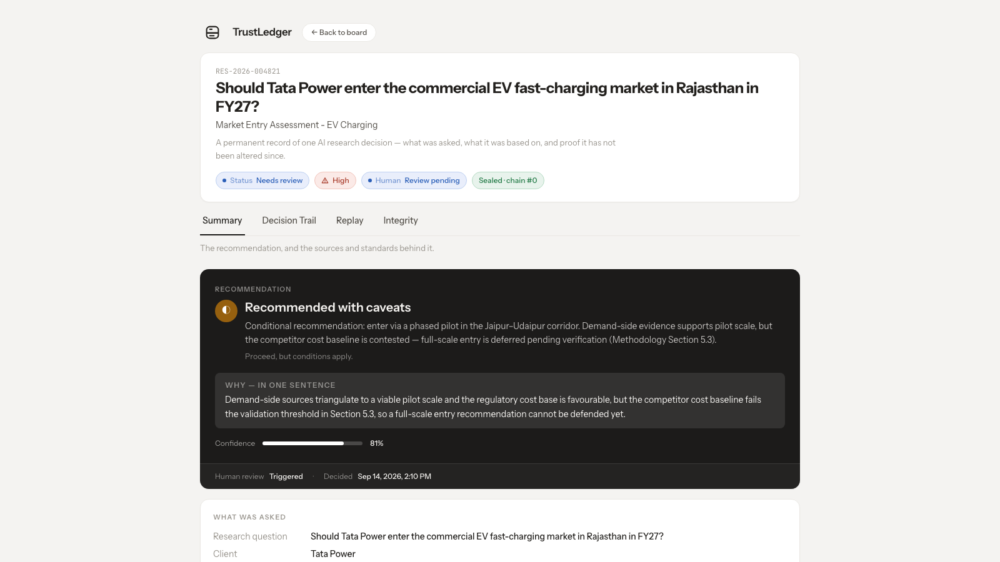 TrustLedger
← Back to board
RES-2026-004821
Should Tata Power enter the commercial EV fast-charging market in Rajasthan in
FY27?
Market Entry Assessment - EV Charging
A permanent record of one AI research decision — what was asked, what it was based on, and proof it has not
been altered since.
Status Needs review
High
Human Review pending
Sealed · chain #0
Summary
Decision Trail
Replay
Integrity
The recommendation, and the sources and standards behind it.
RECOMMENDATION
Recommended with caveats
Conditional recommendation: enter via a phased pilot in the Jaipur–Udaipur corridor. Demand-side evidence supports pilot scale, but
the competitor cost baseline is contested — full-scale entry is deferred pending verification (Methodology Section 5.3).
Proceed, but conditions apply.
WHY — IN ONE SENTENCE
Demand-side sources triangulate to a viable pilot scale and the regulatory cost base is favourable, but the competitor cost baseline fails
the validation threshold in Section 5.3, so a full-scale entry recommendation cannot be defended yet.
Confidence 81%
Human review Triggered · Decided Sep 14, 2026, 2:10 PM
WHAT WAS ASKED
Research question Should Tata Power enter the commercial EV fast-charging market in Rajasthan in FY27?
Client Tata Power